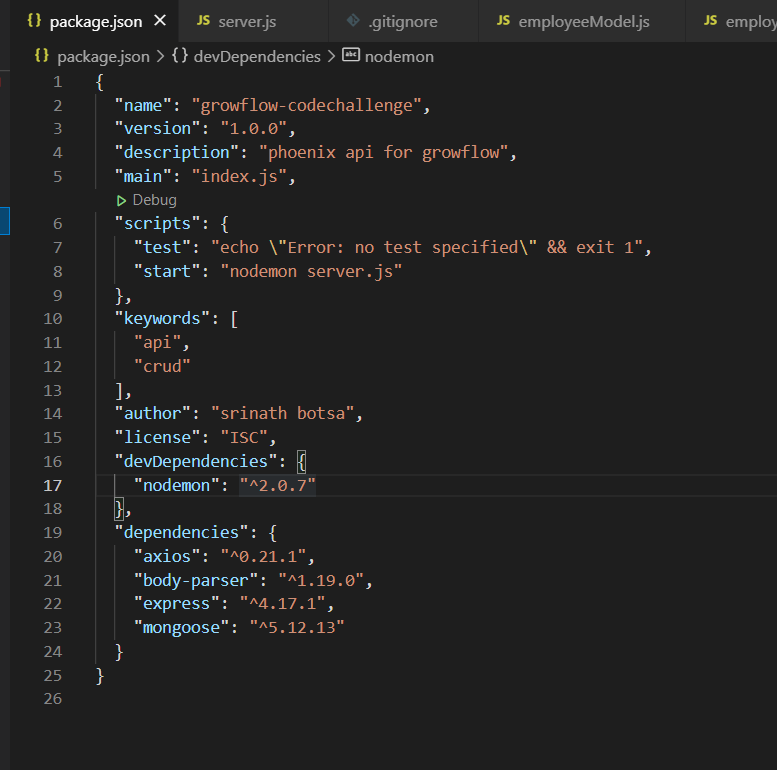 package.json
JS server.js
.gitignore
JS employeeModel.js
JS employ
package.json > {} devDependencies > abc nodemon
1 {
2 "name": "growflow-codechallenge",
3 "version": "1.0.0",
4 "description": "phoenix api for growflow",
5 "main": "index.js",
Debug
6 "scripts": {
7 "test": "echo \"Error: no test specified\" && exit 1",
8 "start": "nodemon server.js"
9 },
10 "keywords": [
11 "api",
12 "crud"
13 ],
14 "author": "srinath botsa",
15 "license": "ISC",
16 "devDependencies": {
17 "nodemon": "^2.0.7"
18 },
19 "dependencies": {
20 "axios": "^0.21.1",
21 "body-parser": "^1.19.0",
22 "express": "^4.17.1",
23 "mongoose": "^5.12.13"
24 }
25 }
26